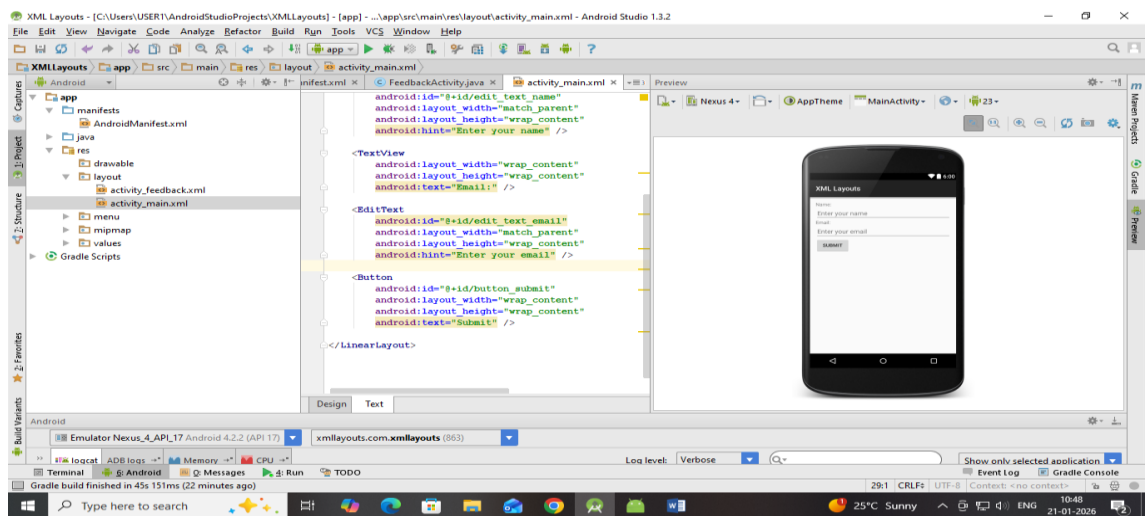 XML Layouts - [C:\Users\USER1\AndroidStudioProjects\XMLLayouts] - [app] - ...\app\src\main\res\layout\activity_main.xml - Android Studio 1.3.2
File Edit View Navigate Code Analyze Refactor Build Run Tools VCS Window Help
app
XMLLayouts app src main res layout activity_main.xml
Android
nifest.xml × FeedbackActivity.java × activity_main.xml ×
Preview
Nexus 4 AppTheme MainActivity 23
Captures
1: Project
7: Structure
2: Favorites
Build Variants
app
manifests
AndroidManifest.xml
java
res
drawable
layout
activity_feedback.xml
activity_main.xml
menu
mipmap
values
Gradle Scripts
android:id="@+id/edit_text_name"
android:layout_width="match_parent"
android:layout_height="wrap_content"
android:hint="Enter your name" />
<TextView
android:layout_width="wrap_content"
android:layout_height="wrap_content"
android:text="Email:" />
<EditText
android:id="@+id/edit_text_email"
android:layout_width="match_parent"
android:layout_height="wrap_content"
android:hint="Enter your email" />
<Button
android:id="@+id/button_submit"
android:layout_width="wrap_content"
android:layout_height="wrap_content"
android:text="Submit" />
</LinearLayout>
Design Text
6:00
XML Layouts
Name:
Enter your name
Email:
Enter your email
SUBMIT
Maven Projects
Gradle
Preview
Android
Emulator Nexus_4_API_17 Android 4.2.2 (API 17) xmllayouts.com.xmllayouts (863)
logcat ADB logs Memory CPU Log level: Verbose Show only selected application
Terminal 6: Android 0: Messages 4: Run TODO Event Log Gradle Console
Gradle build finished in 45s 151ms (22 minutes ago) 29:1 CRLF UTF-8 Context: <no context>
Type here to search 25°C Sunny ENG 10:48
21-01-2026
2